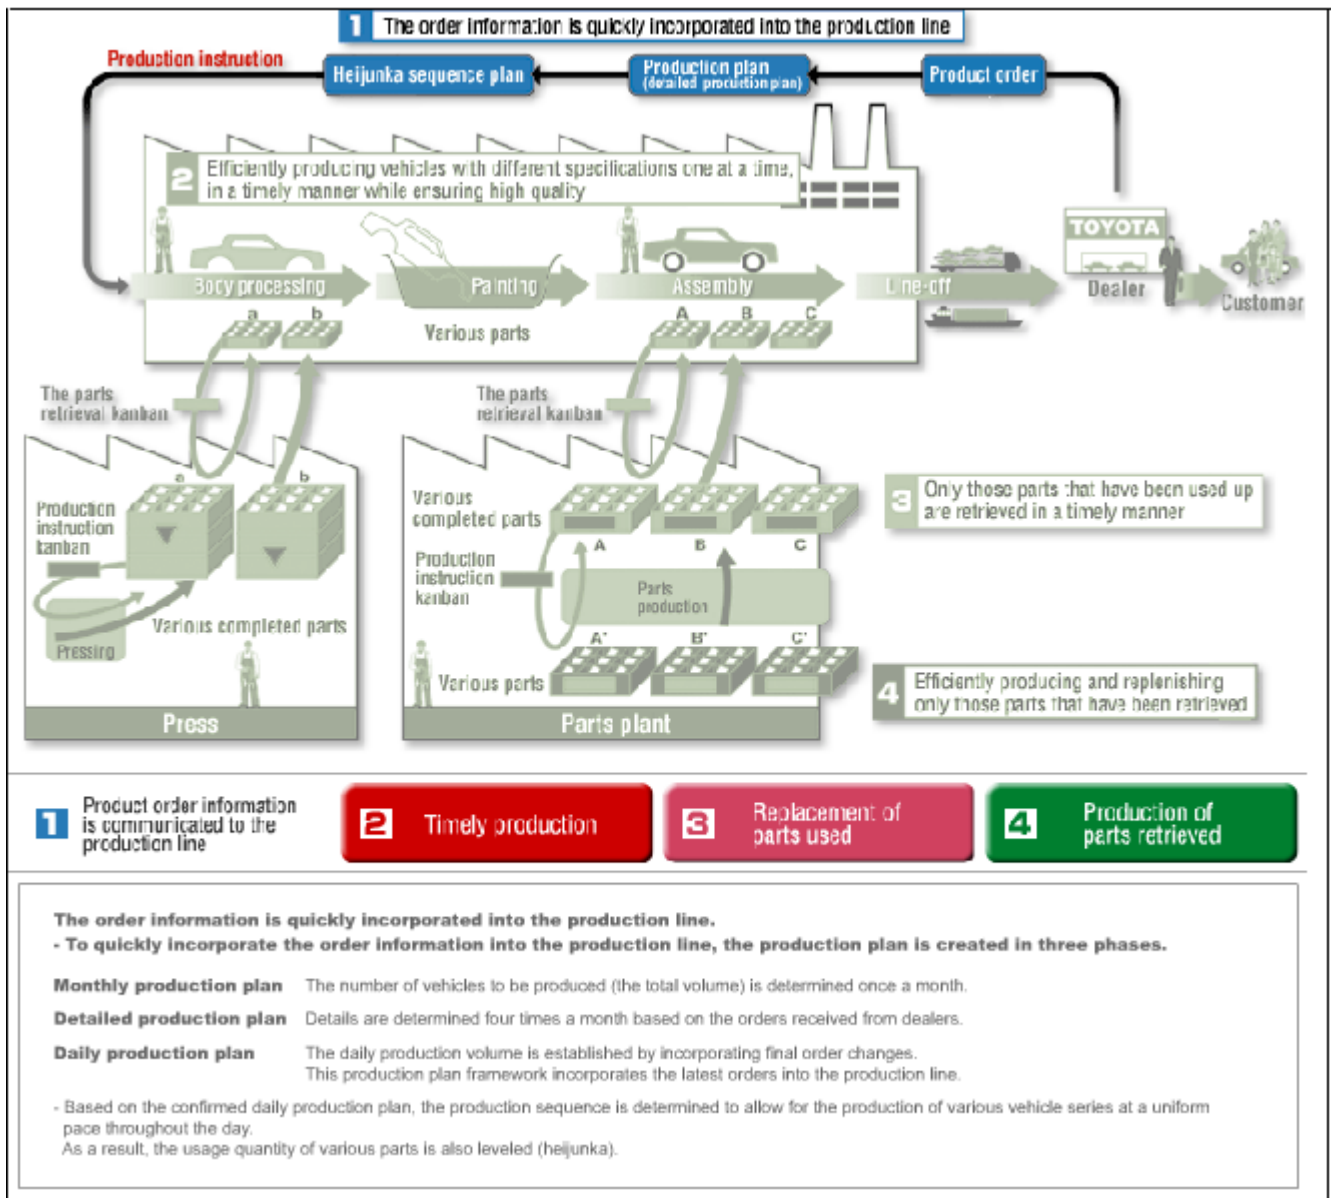 1 The order information is quickly incorporated into the production line
Production instruction
Heijunka sequence plan
Production plan
(detailed production plan)
Product order
2 Efficiently producing vehicles with different specifications one at a time,
in a timely manner while ensuring high quality
TOYOTA
Body processing
Painting
Assembly
Line-off
Dealer
Customer
a b
Various parts
A B C
The parts
retrieval kanban
The parts
retrieval kanban
a b
Production
instruction
kanban
Various
completed parts
A B C
3 Only those parts that have been used up
are retrieved in a timely manner
Production
instruction
kanban
Parts
production
Various completed parts
Pressing
A' B' C'
Various parts
4 Efficiently producing and replenishing
only those parts that have been retrieved
Press
Parts plant
1 Product order information
is communicated to the
production line
2 Timely production
3 Replacement of
parts used
4 Production of
parts retrieved
The order information is quickly incorporated into the production line.
- To quickly incorporate the order information into the production line, the production plan is created in three phases.
Monthly production plan The number of vehicles to be produced (the total volume) is determined once a month.
Detailed production plan Details are determined four times a month based on the orders received from dealers.
Daily production plan The daily production volume is established by incorporating final order changes.
This production plan framework incorporates the latest orders into the production line.
- Based on the confirmed daily production plan, the production sequence is determined to allow for the production of various vehicle series at a uniform
pace throughout the day.
As a result, the usage quantity of various parts is also leveled (heijunka).